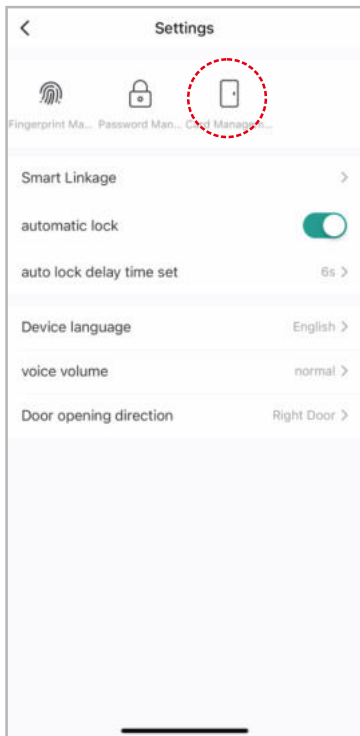 Settings
Fingerprint Ma... Password Man... Card Managem...
Smart Linkage
automatic lock
auto lock delay time set 6s
Device language English
voice volume normal
Door opening direction Right Door